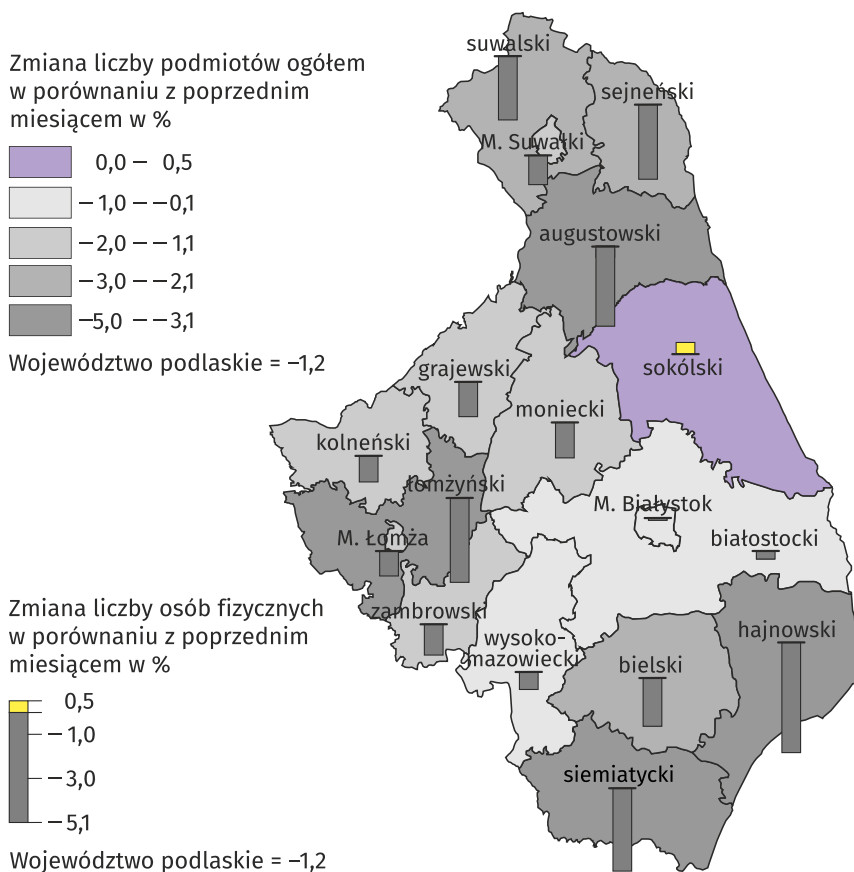 Zmiana liczby podmiotów ogółem
w porównaniu z poprzednim
miesiącem w %
0,0 – 0,5
–1,0 – –0,1
–2,0 – –1,1
–3,0 – –2,1
–5,0 – –3,1
Województwo podlaskie = –1,2
suwalski
sejneński
M. Suwałki
augustowski
sokólski
grajewski
moniecki
kolneński
łomżyński
M. Białystok
M. Łomża
białostocki
zambrowski
wysoko-
mazowiecki
bielski
hajnowski
siemiatycki
Zmiana liczby osób fizycznych
w porównaniu z poprzednim
miesiącem w %
0,5
–1,0
–3,0
–5,1
Województwo podlaskie = –1,2